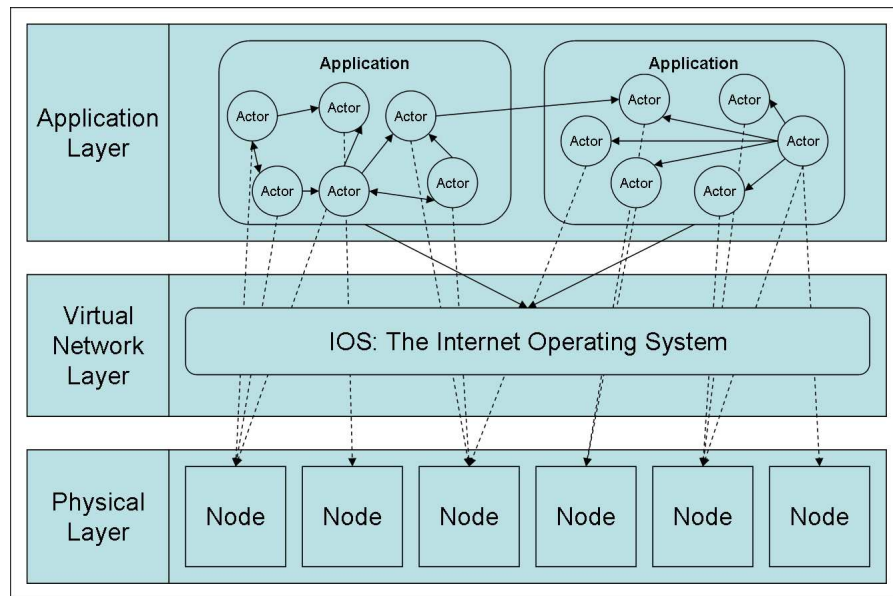 Application
Layer
Application
Actor
Actor
Actor
Actor
Actor
Actor
Application
Actor
Actor
Actor
Actor
Actor
Actor
Virtual
Network
Layer
IOS: The Internet Operating System
Physical
Layer
Node
Node
Node
Node
Node
Node